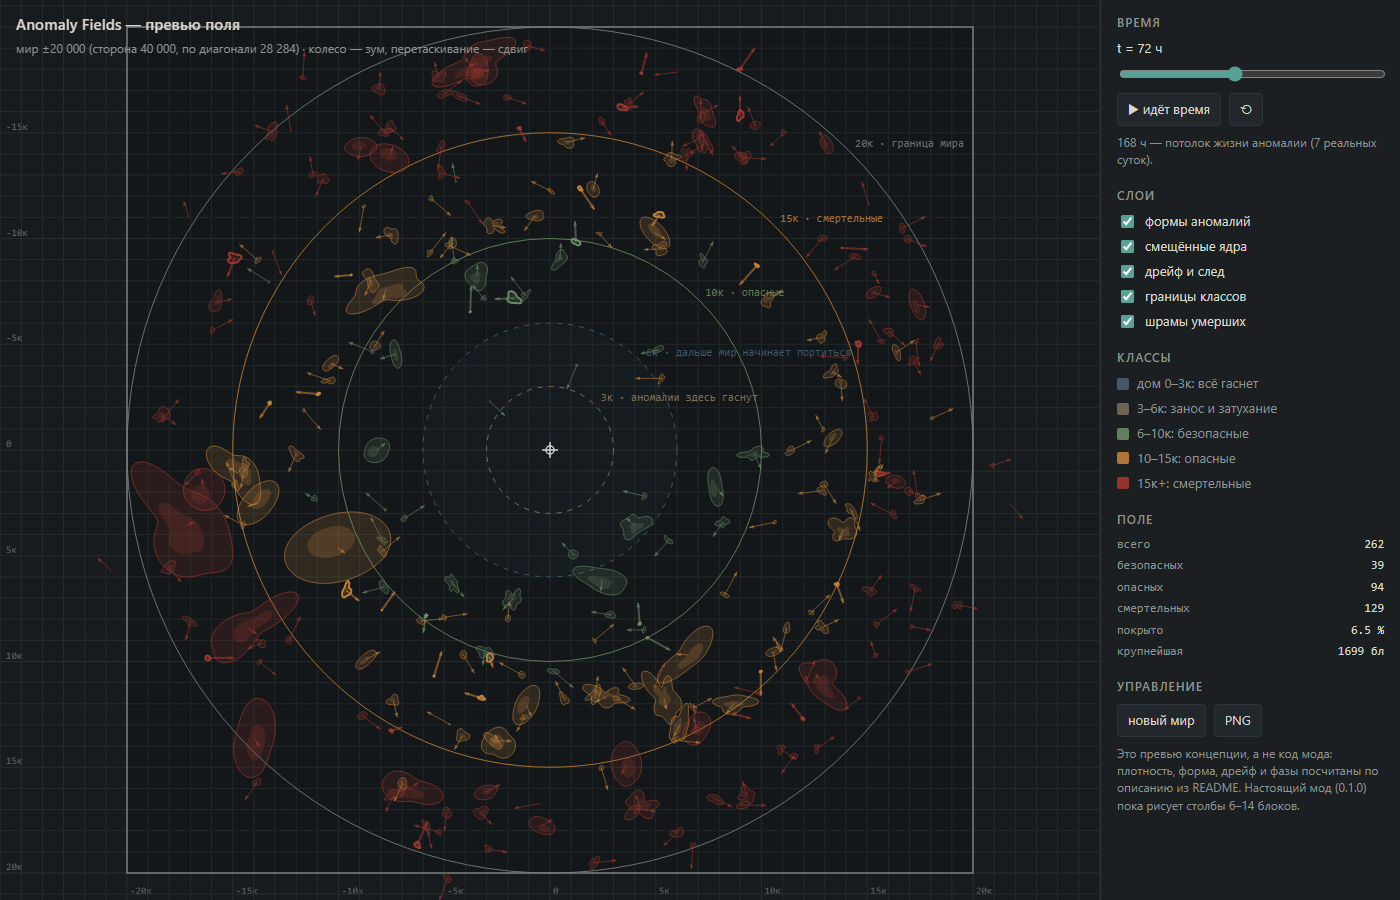 Anomaly Fields — превью поля
мир ±20 000 (сторона 40 000, по диагонали 28 284) · колесо — зум, перетаскивание — сдвиг
-15к
-10к
-5к
0
5к
10к
15к
20к
20к · граница мира
15к · смертельные
10к · опасные
6к · дальше мир начинает портиться
3к · аномалии здесь гаснут
-20к
-15к
-10к
-5к
0
5к
10к
15к
20к
ВРЕМЯ
t = 72 ч
▶ идёт время
⟲
168 ч — потолок жизни аномалии (7 реальных
суток).
СЛОИ
формы аномалий
смещённые ядра
дрейф и след
границы классов
шрамы умерших
КЛАССЫ
дом 0–3к: всё гаснет
3–6к: занос и затухание
6–10к: безопасные
10–15к: опасные
15к+: смертельные
ПОЛЕ
всего 262
безопасных 39
опасных 94
смертельных 129
покрыто 6.5 %
крупнейшая 1699 бл
УПРАВЛЕНИЕ
новый мир
PNG
Это превью концепции, а не код мода:
плотность, форма, дрейф и фазы посчитаны по
описанию из README. Настоящий мод (0.1.0)
пока рисует столбы 6–14 блоков.